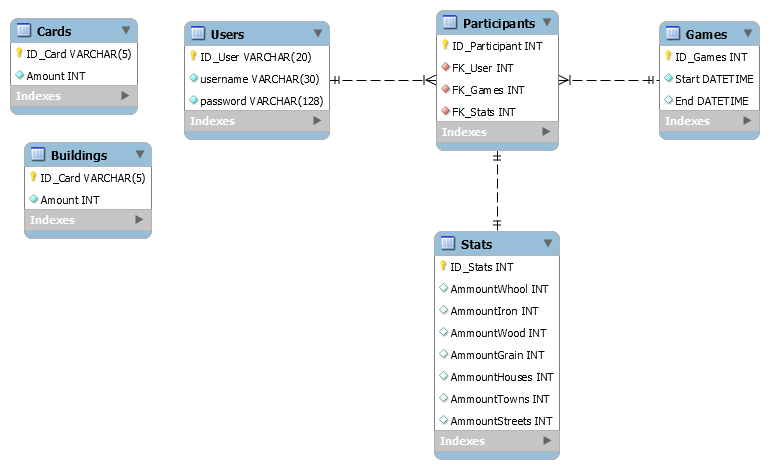 Cards
ID_Card VARCHAR(5)
Amount INT
Indexes
Buildings
ID_Card VARCHAR(5)
Amount INT
Indexes
Users
ID_User VARCHAR(20)
username VARCHAR(30)
password VARCHAR(128)
Indexes
Participants
ID_Participant INT
FK_User INT
FK_Games INT
FK_Stats INT
Indexes
Games
ID_Games INT
Start DATETIME
End DATETIME
Indexes
Stats
ID_Stats INT
AmmountWhool INT
AmmountIron INT
AmmountWood INT
AmmountGrain INT
AmmountHouses INT
AmmountTowns INT
AmmountStreets INT
Indexes